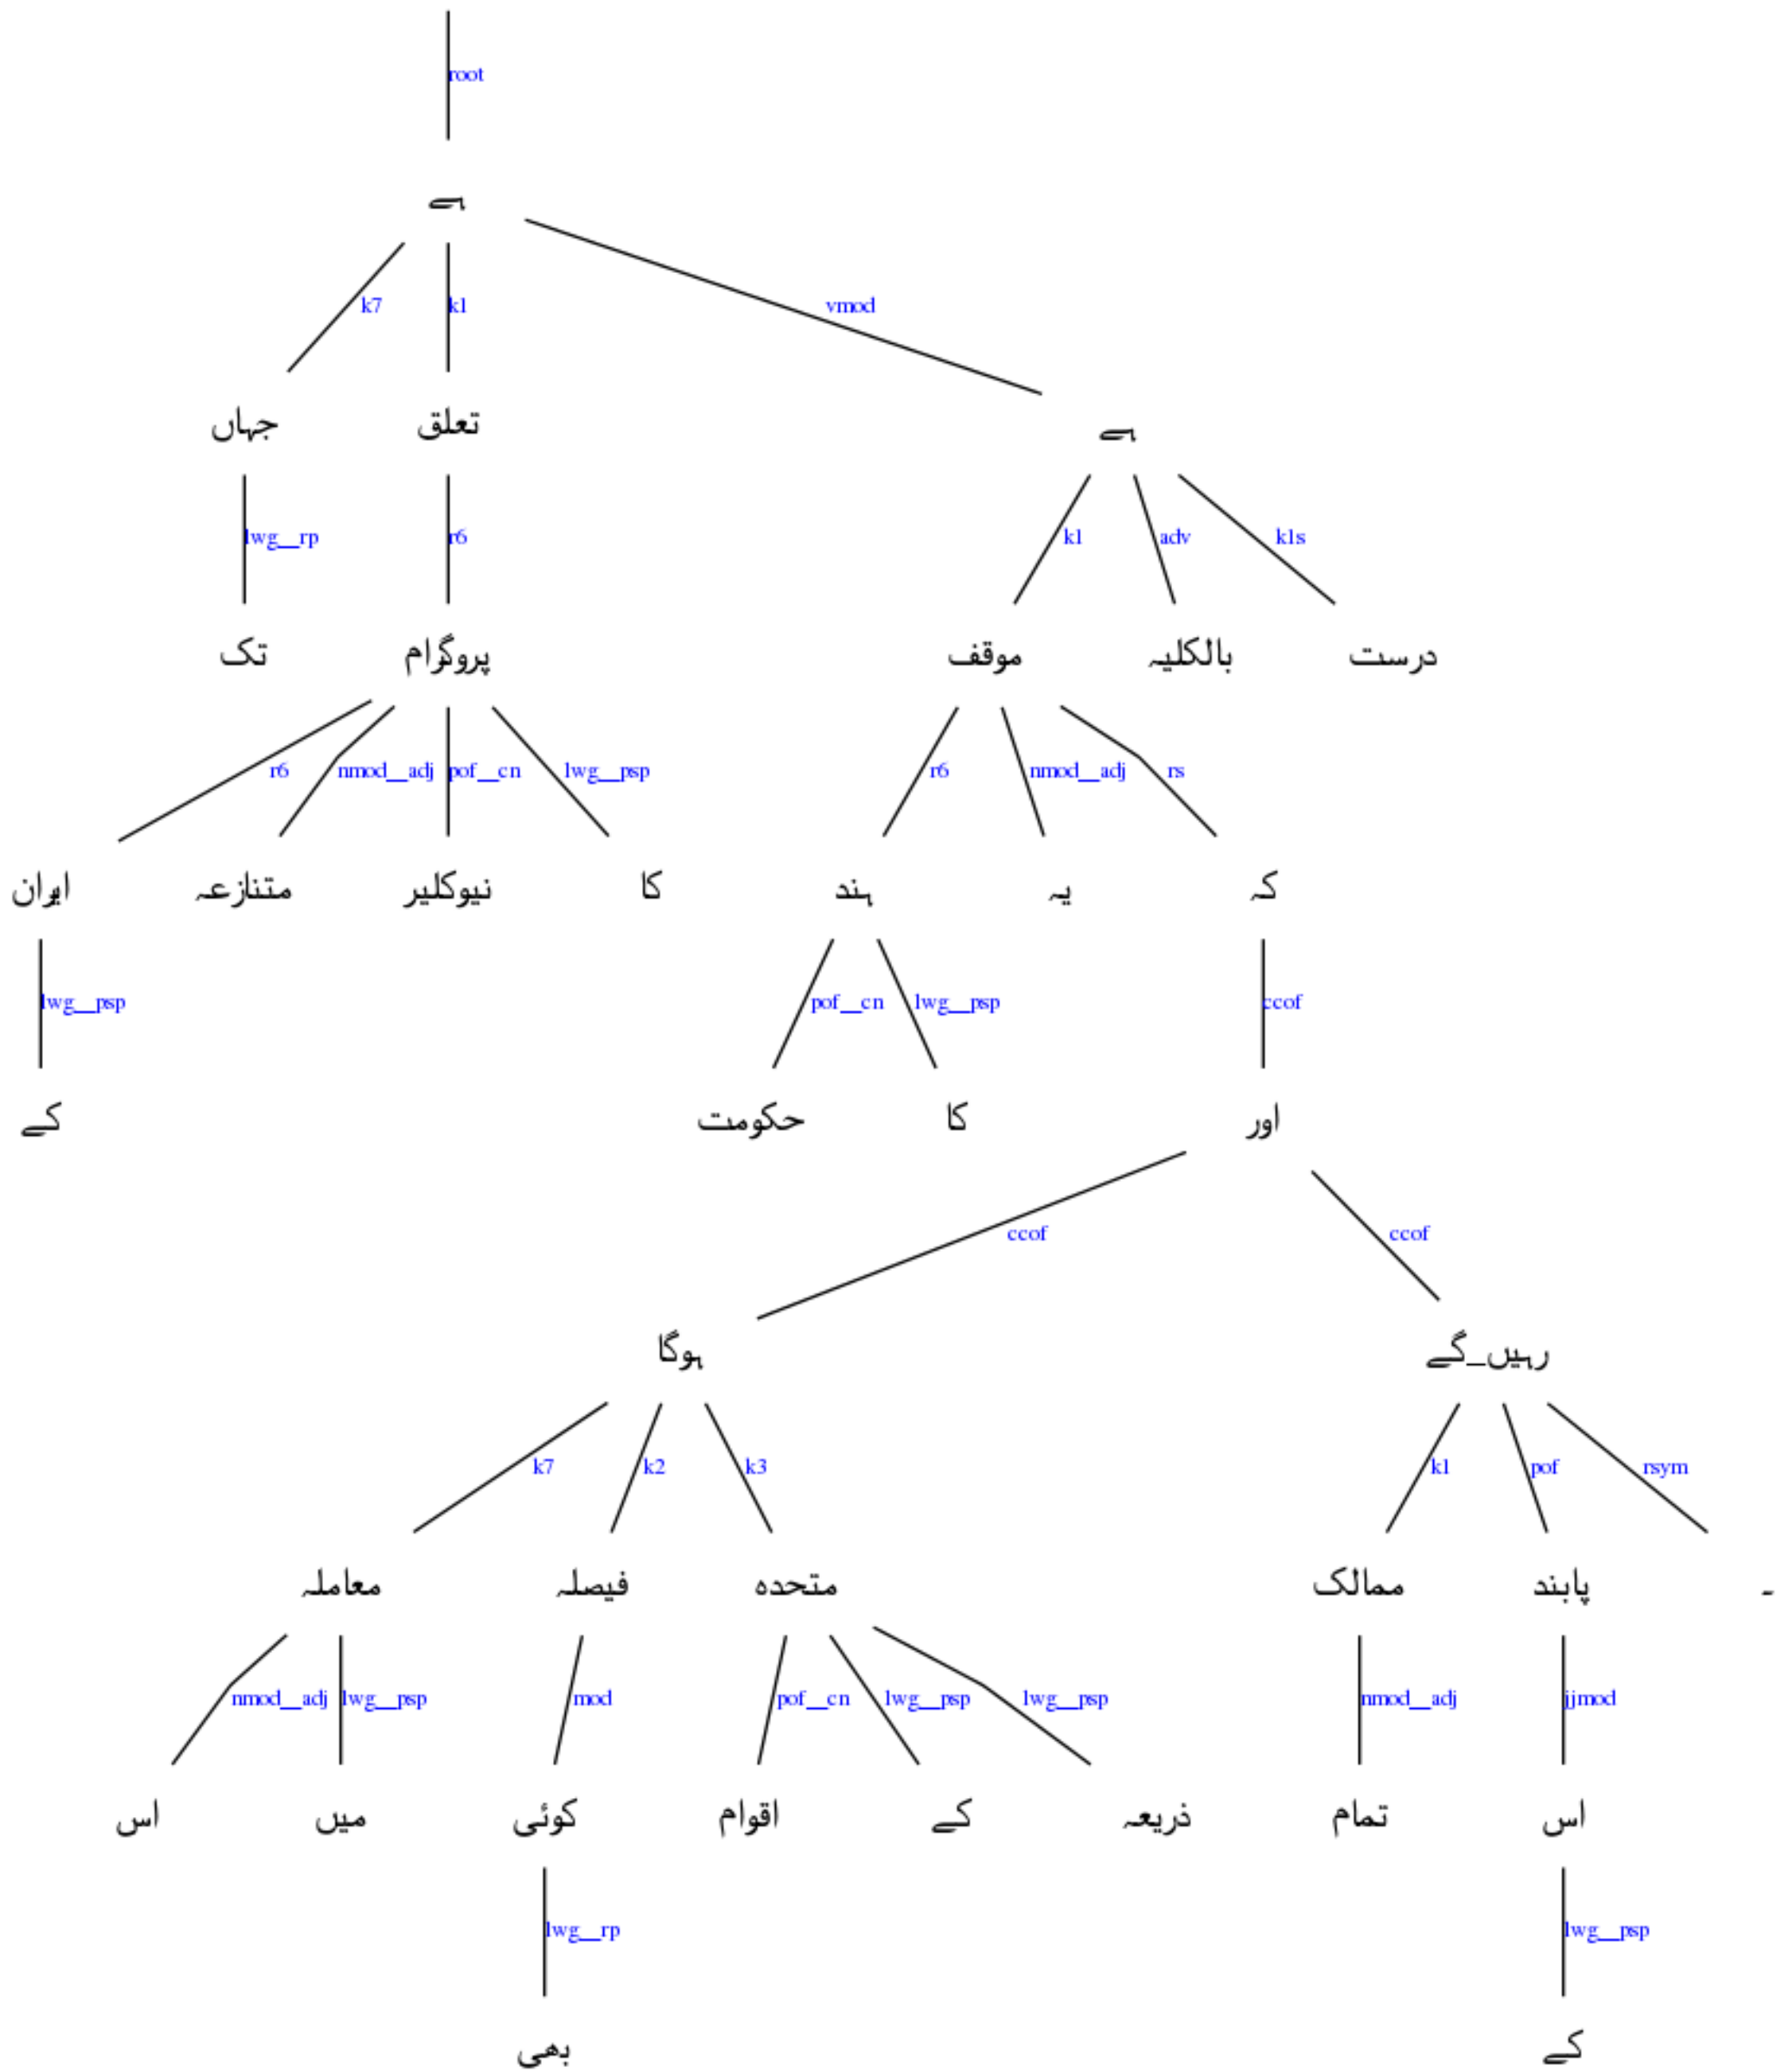 root
ہے
k7 k1 vmod
جہاں تعلق ہے
lwg__rp r6 k1 adv k1s
تک پروگرام موقف بالکلیہ درست
r6 nmod__adj pof__cn lwg__psp r6 nmod__adj rs
ایران متنازعہ نیوکلیر کا ہند یہ کہ
lwg__psp pof__cn lwg__psp ccof
کے حکومت کا اور
ccof ccof
ہوگا رہیں_گے
k7 k2 k3 k1 pof rsym
معاملہ فیصلہ متحدہ ممالک پابند ۔
nmod__adj lwg__psp mod pof__cn lwg__psp lwg__psp nmod__adj jjmod
اس میں کوئی اقوام کے ذریعہ تمام اس
lwg__rp lwg__psp
بھی کے